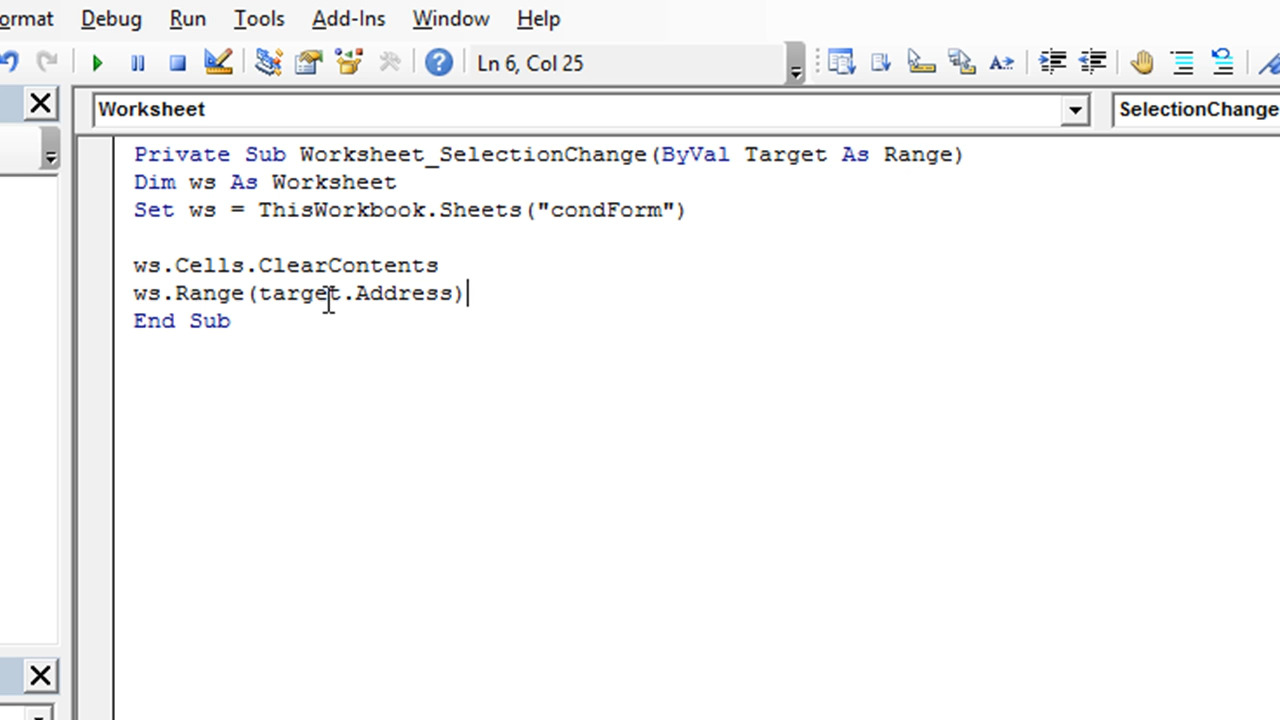 ormat Debug Run Tools Add-Ins Window Help
Ln 6, Col 25
Worksheet SelectionChange
Private Sub Worksheet_SelectionChange(ByVal Target As Range)
Dim ws As Worksheet
Set ws = ThisWorkbook.Sheets("condForm")
ws.Cells.ClearContents
ws.Range(target.Address)
End Sub